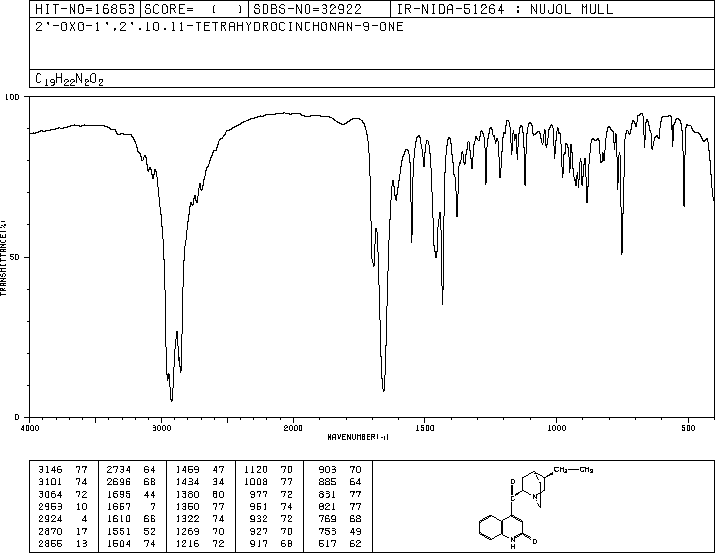 HIT-NO=16853 SCORE= ( ) SDBS-NO=32922 IR-NIDA-51264 : NUJOL MULL
2'-OXO-1',2',10,11-TETRAHYDROCINCHONAN-9-ONE
C19H22N2O2
100
50
0
TRANSMITTANCE(%)
4000 3000 2000 1500 1000 500
WAVENUMBER(-1)
3146 77 2734 64 1459 47 1120 70 903 70
3101 74 2696 68 1434 34 1008 77 885 64
3064 72 1695 44 1380 60 977 72 831 77
2953 10 1657 7 1350 77 951 74 821 77
2924 4 1610 66 1322 74 932 72 769 68
2870 17 1551 52 1269 70 927 70 753 49
2855 13 1504 74 1216 72 917 68 517 62
CH2—CH3
O
C
N
N
H
O